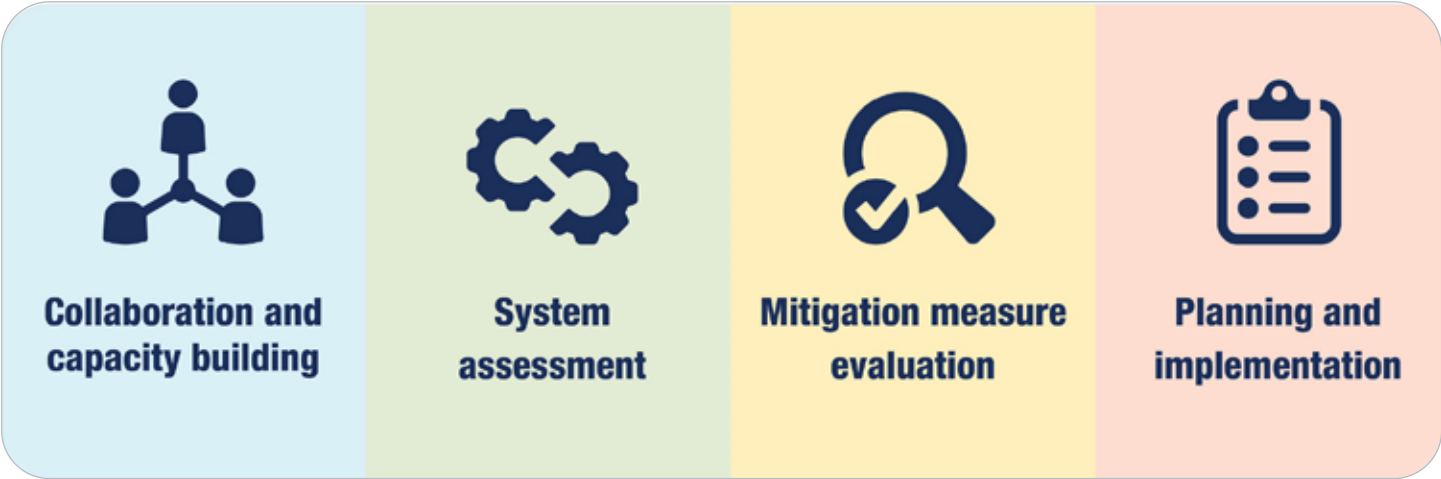 Collaboration and
capacity building
System
assessment
Mitigation measure
evaluation
Planning and
implementation